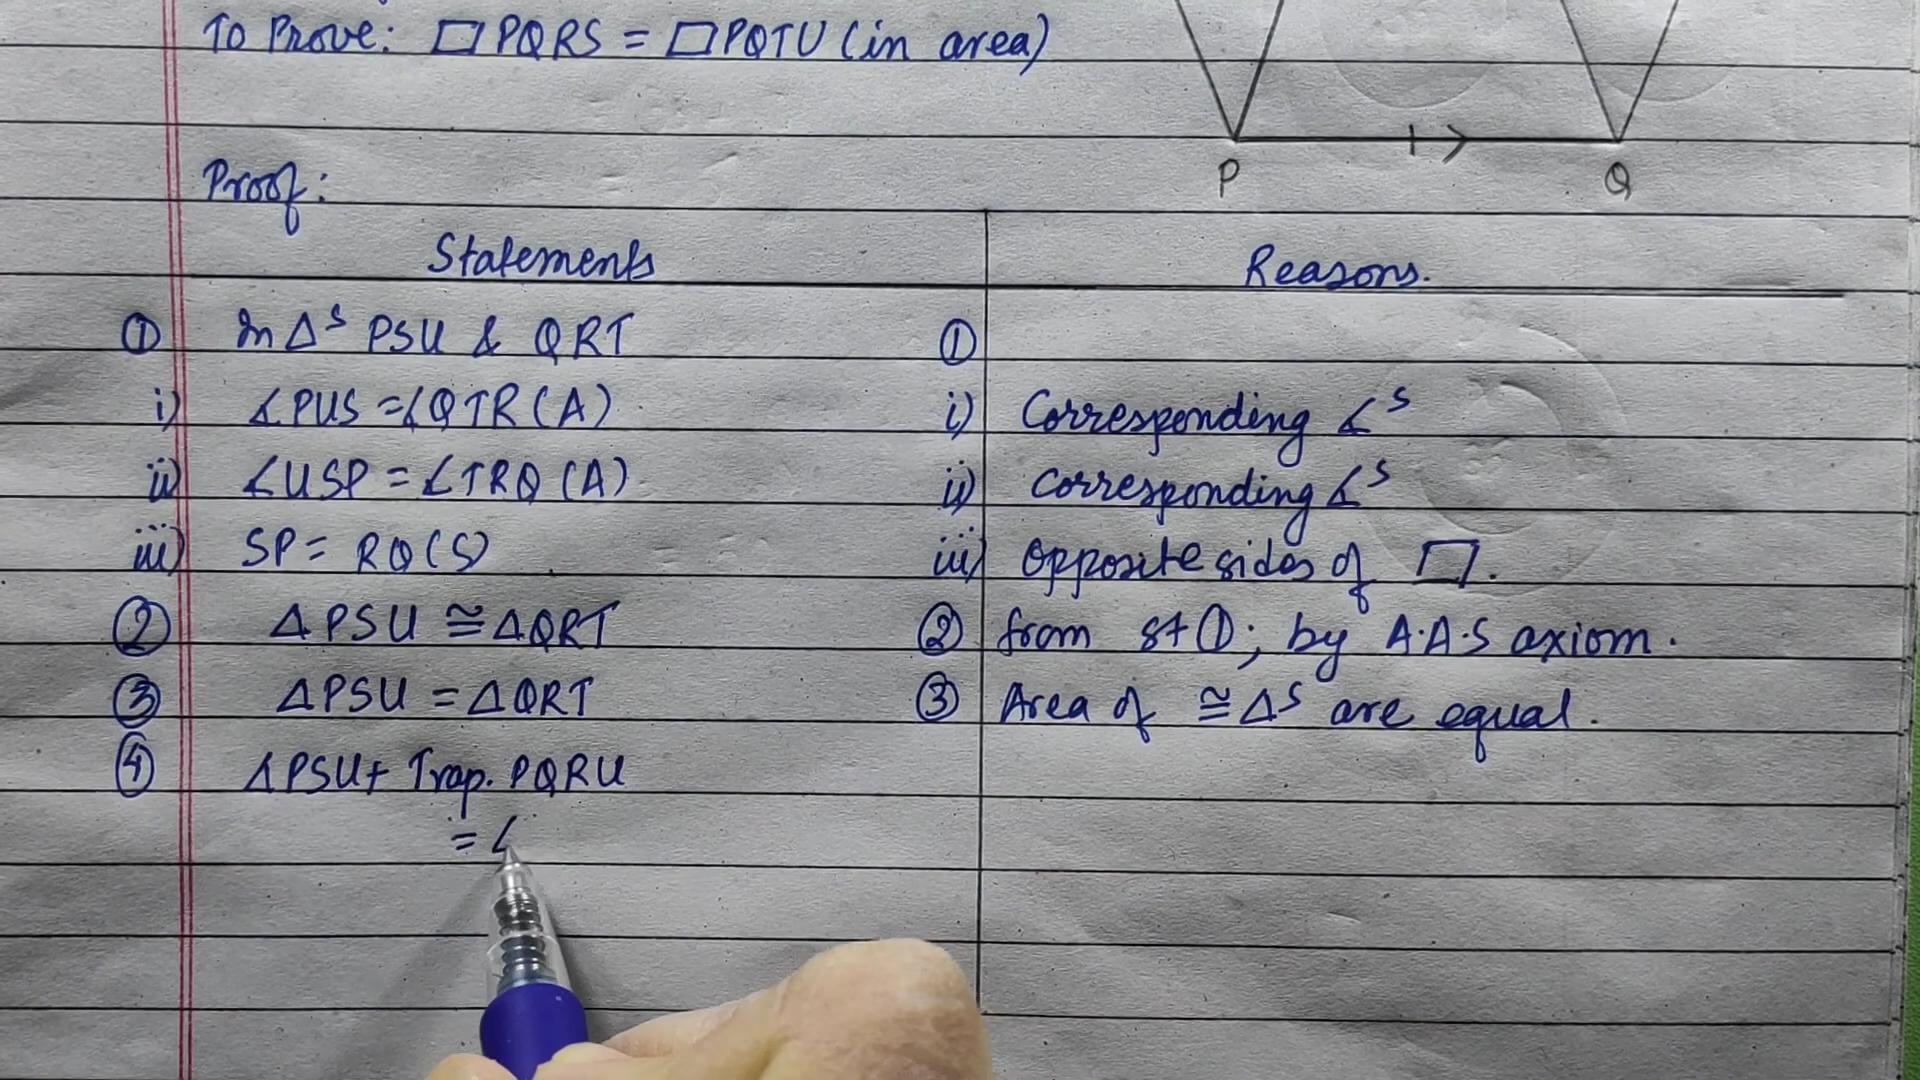 To Prove: ▱PQRS = ▱PQTU (in area)
P Q
Proof:
Statements Reasons.
① In Δˢ PSU & QRT ①
i) ∡PUS = ∡QTR (A) i) Corresponding ∡ˢ
ii) ∡USP = ∡TRQ (A) ii) Corresponding ∡ˢ
iii) SP = RQ (S) iii) Opposite sides of ▱.
② ΔPSU ≅ ΔQRT ② from st ①; by A.A.S axiom.
③ ΔPSU = ΔQRT ③ Area of ≅ Δˢ are equal.
④ ΔPSU + Trap. PQRU
=